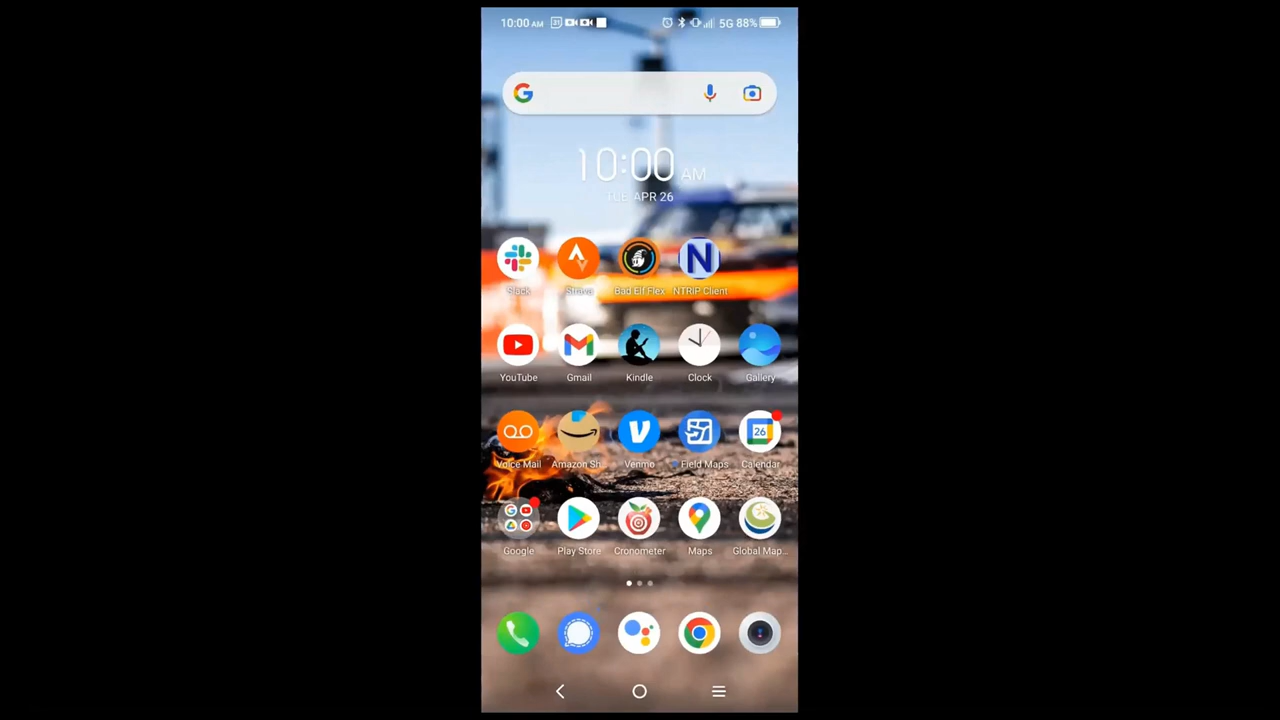 10:00 AM 21 5G 88%
10:00 AM
TUE, APR 26
Slack Strava Bad Elf Flex NTRIP Client
YouTube Gmail Kindle Clock Gallery
Voice Mail Amazon Sh.. Venmo Field Maps Calendar
26
Google Play Store Cronometer Maps Global Map...